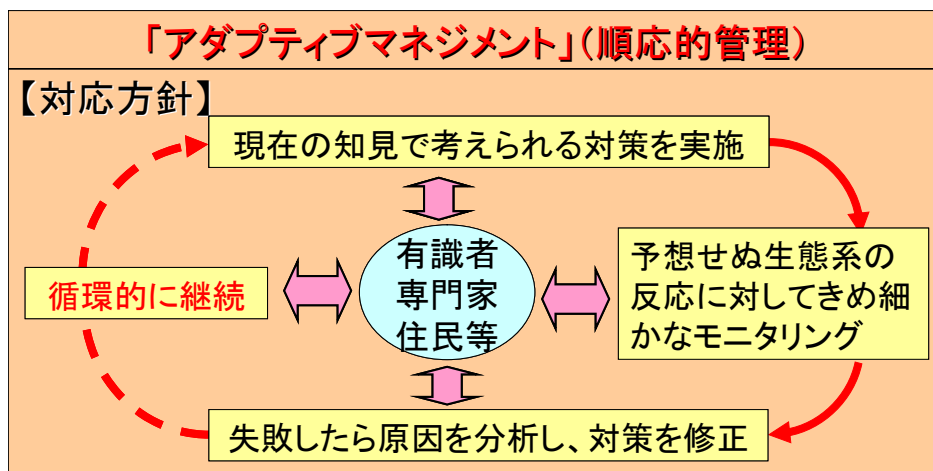 「アダプティブマネジメント」(順応的管理)
【対応方針】
現在の知見で考えられる対策を実施
有識者
専門家
住民等
予想せぬ生態系の
反応に対してきめ細
かなモニタリング
循環的に継続
失敗したら原因を分析し、対策を修正